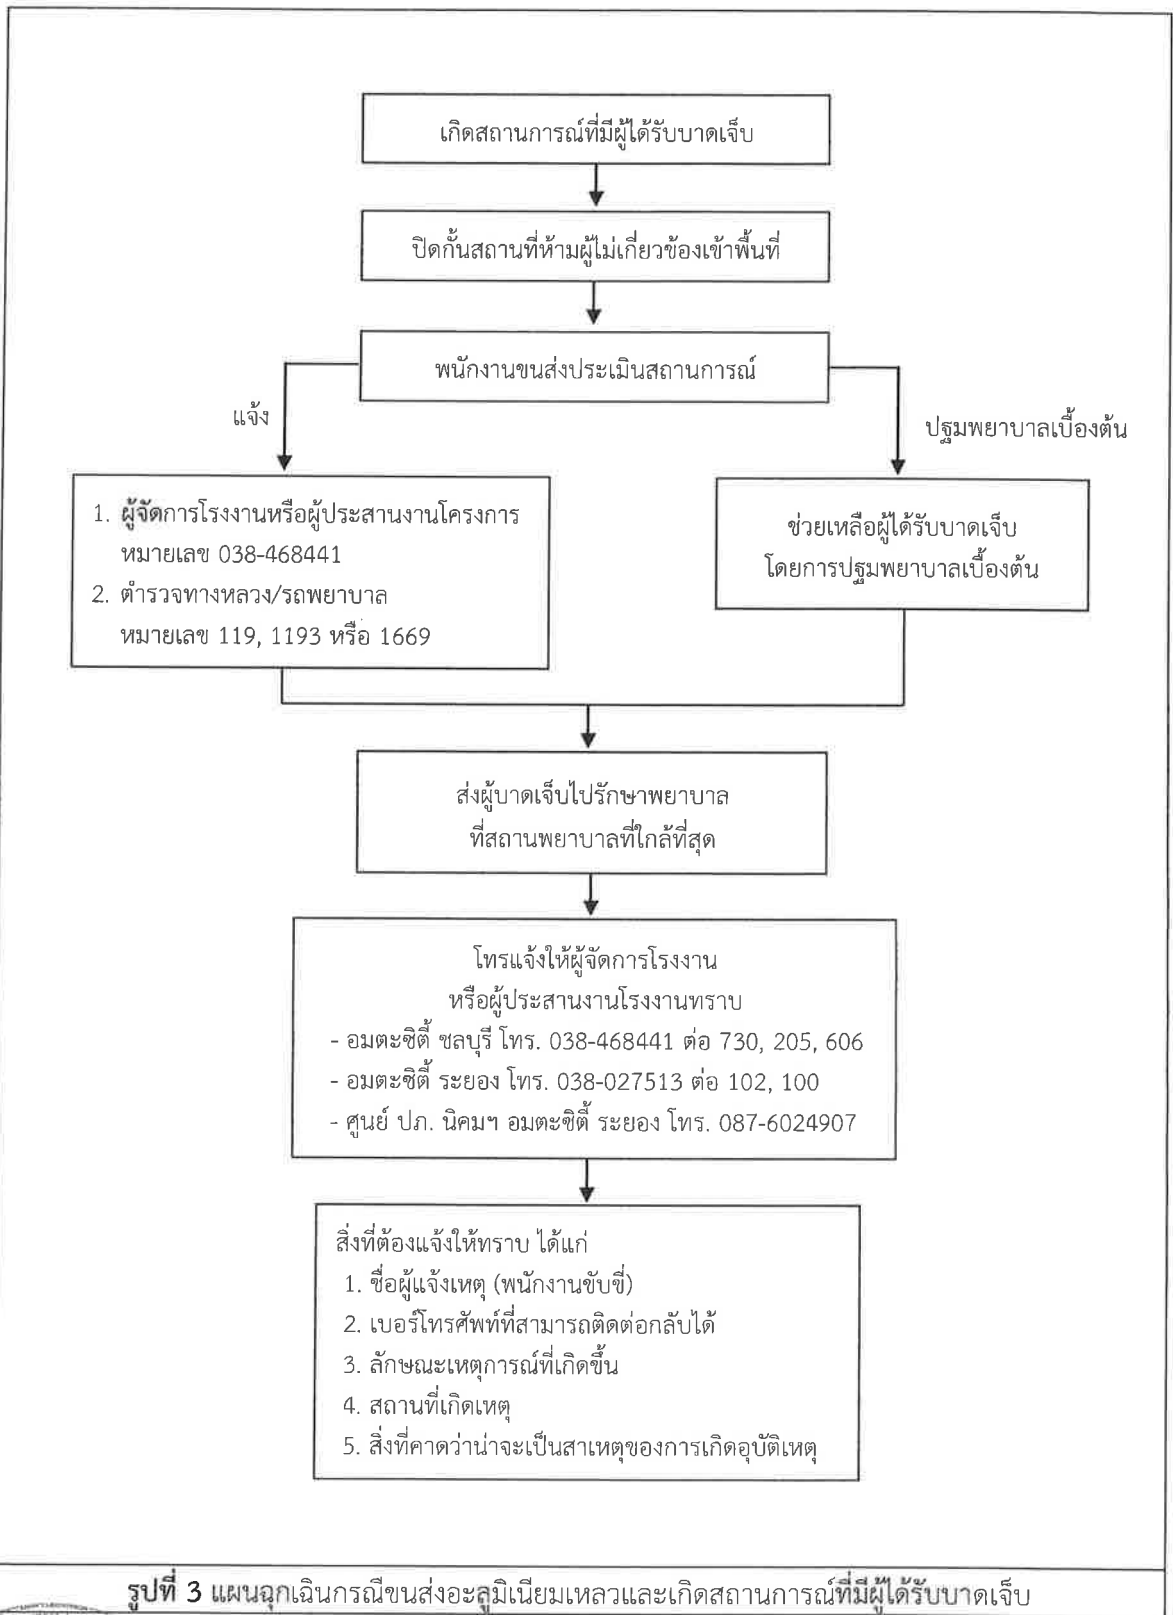 เกิดสถานการณ์ที่มีผู้ได้รับบาดเจ็บ
ปิดกั้นสถานที่ห้ามผู้ไม่เกี่ยวข้องเข้าพื้นที่
พนักงานขนส่งประเมินสถานการณ์
แจ้ง
ปฐมพยาบาลเบื้องต้น
1. ผู้จัดการโรงงานหรือผู้ประสานงานโครงการ
หมายเลข 038-468441
2. ตำรวจทางหลวง/รถพยาบาล
หมายเลข 119, 1193 หรือ 1669
ช่วยเหลือผู้ได้รับบาดเจ็บ
โดยการปฐมพยาบาลเบื้องต้น
ส่งผู้บาดเจ็บไปรักษาพยาบาล
ที่สถานพยาบาลที่ใกล้ที่สุด
โทรแจ้งให้ผู้จัดการโรงงาน
หรือผู้ประสานงานโรงงานทราบ
- อมตะซิตี้ ชลบุรี โทร. 038-468441 ต่อ 730, 205, 606
- อมตะซิตี้ ระยอง โทร. 038-027513 ต่อ 102, 100
- ศูนย์ ปภ. นิคมฯ อมตะซิตี้ ระยอง โทร. 087-6024907
สิ่งที่ต้องแจ้งให้ทราบ ได้แก่
1. ชื่อผู้แจ้งเหตุ (พนักงานขับขี่)
2. เบอร์โทรศัพท์ที่สามารถติดต่อกลับได้
3. ลักษณะเหตุการณ์ที่เกิดขึ้น
4. สถานที่เกิดเหตุ
5. สิ่งที่คาดว่าน่าจะเป็นสาเหตุของการเกิดอุบัติเหตุ
รูปที่ 3 แผนฉุกเฉินกรณีขนส่งอะลูมิเนียมเหลวและเกิดสถานการณ์ที่มีผู้ได้รับบาดเจ็บ